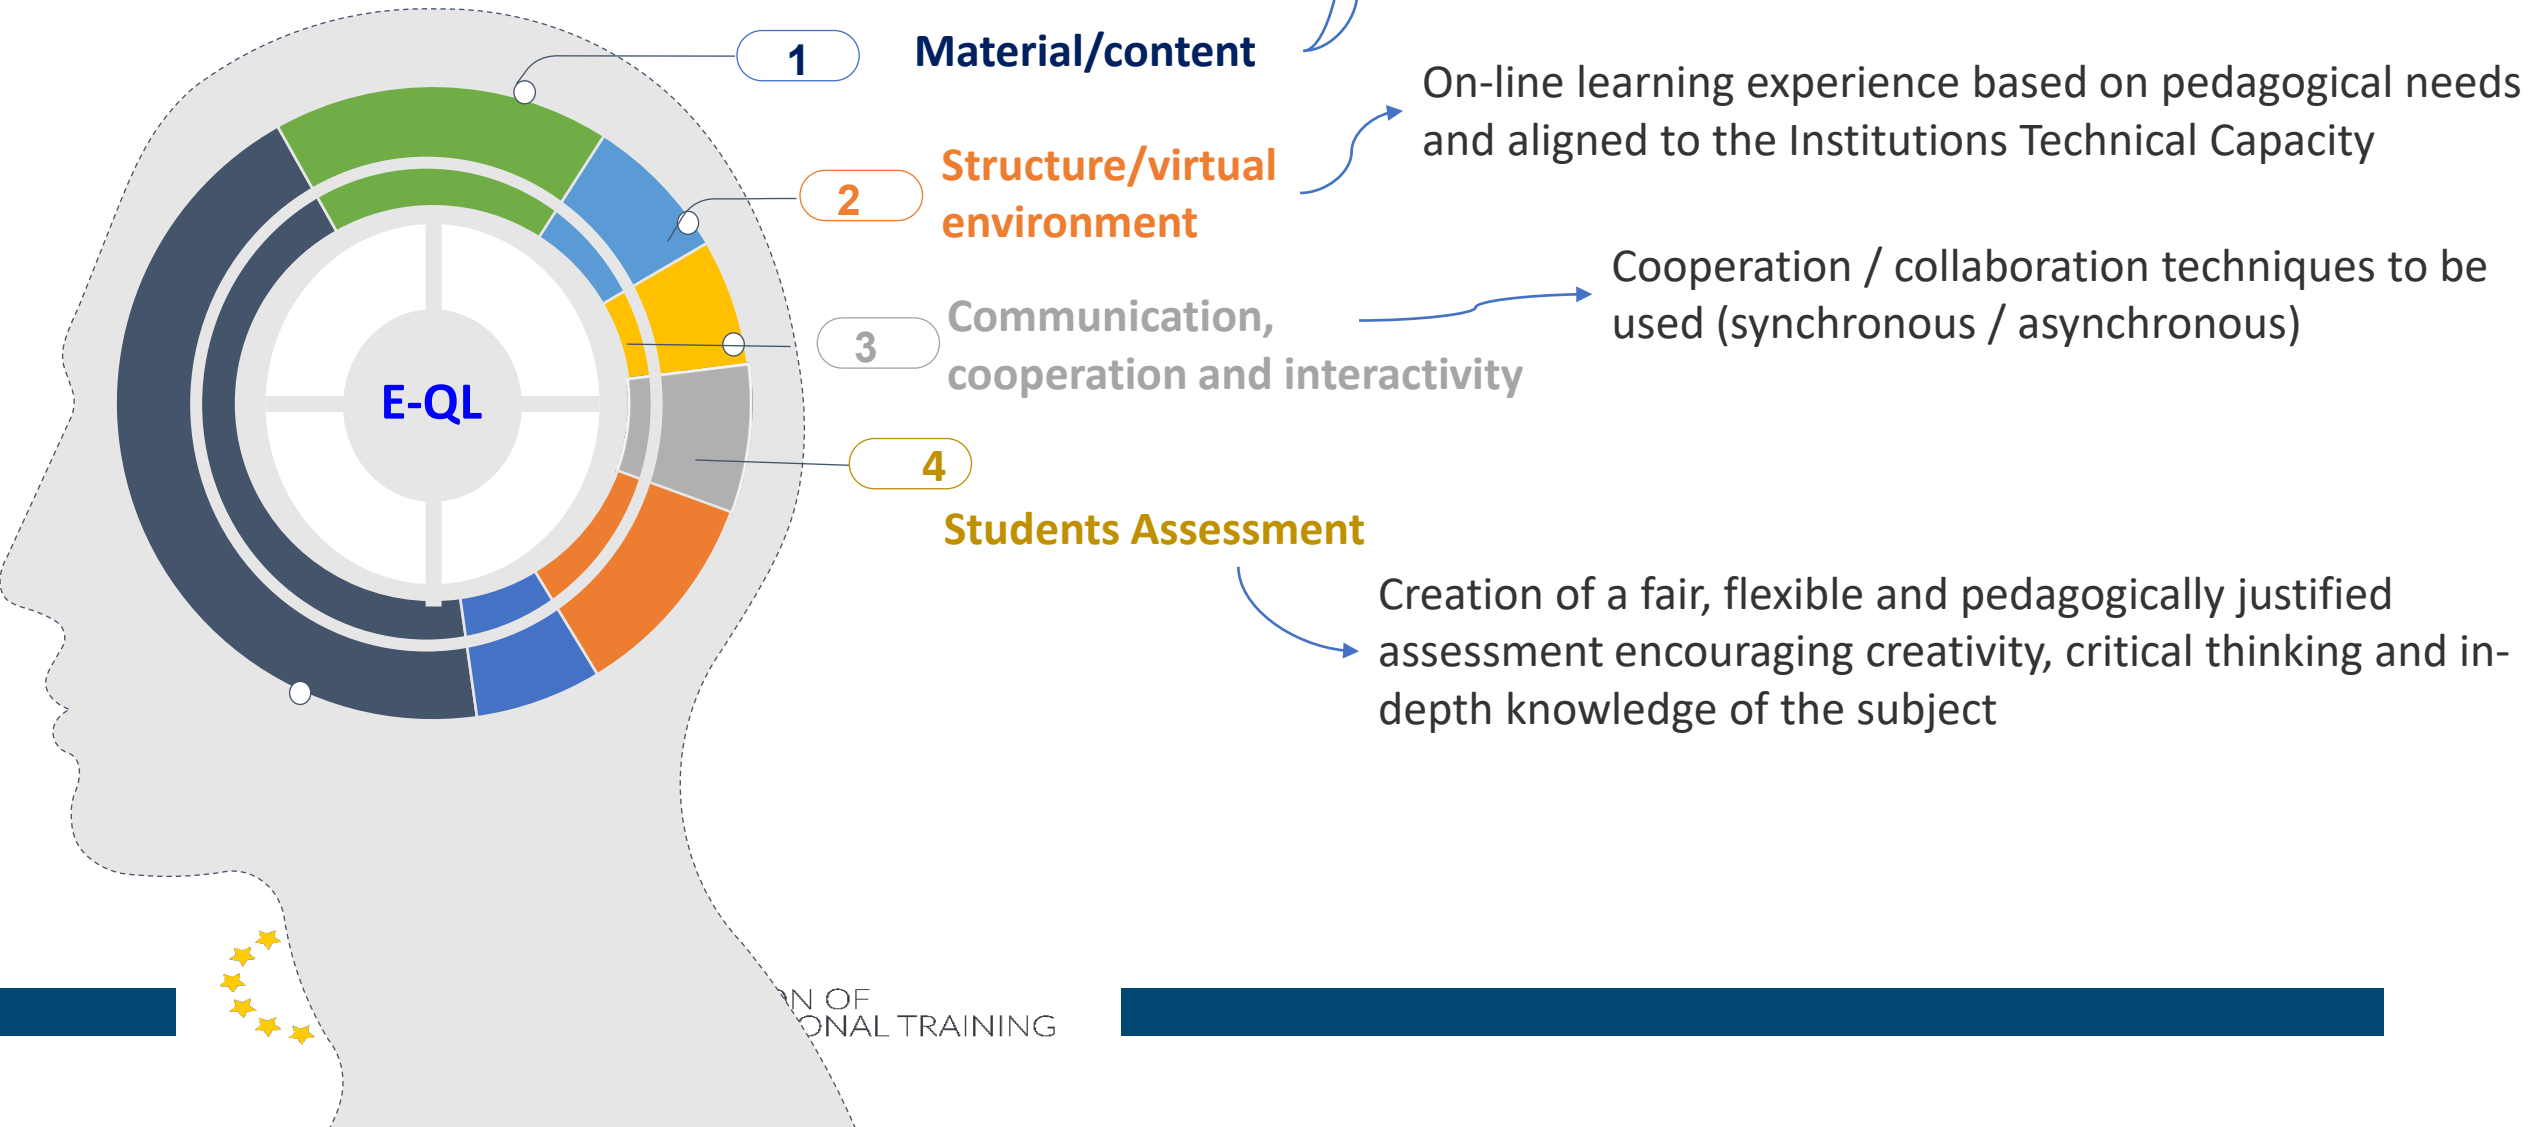 1
Material/content
On-line learning experience based on pedagogical needs
and aligned to the Institutions Technical Capacity
2
Structure/virtual
environment
Cooperation / collaboration techniques to be
used (synchronous / asynchronous)
3
Communication,
cooperation and interactivity
E-QL
4
Students Assessment
Creation of a fair, flexible and pedagogically justified
assessment encouraging creativity, critical thinking and in-
depth knowledge of the subject
OF
TRAINING